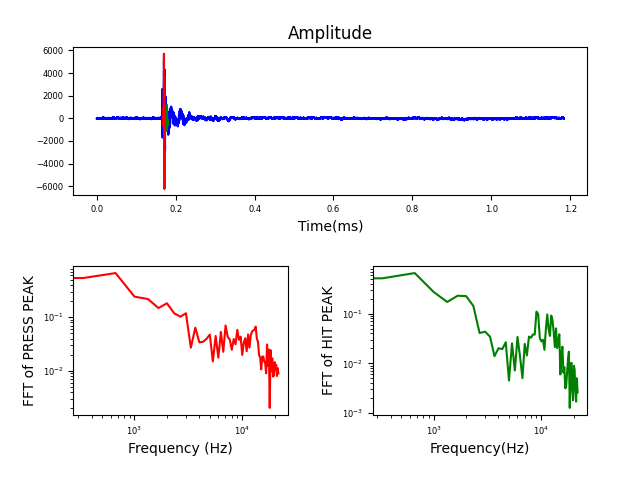 Amplitude
6000
4000
2000
0
−2000
−4000
−6000
0.0 0.2 0.4 0.6 0.8 1.0 1.2
Time(ms)
FFT of PRESS PEAK
10⁻¹
10⁻²
10³ 10⁴
Frequency (Hz)
FFT of HIT PEAK
10⁻¹
10⁻²
10⁻³
10³ 10⁴
Frequency(Hz)